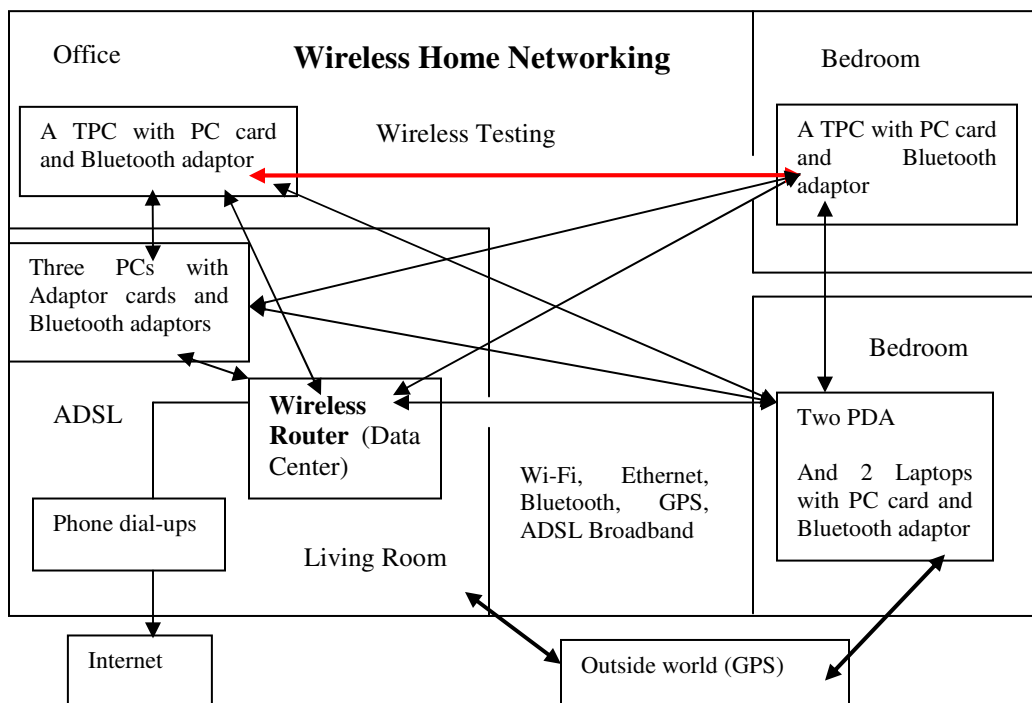 Office
Wireless Home Networking
Bedroom
A TPC with PC card
and Bluetooth adaptor
Wireless Testing
A TPC with PC card
and Bluetooth
adaptor
Three PCs with
Adaptor cards and
Bluetooth adaptors
Bedroom
ADSL
Wireless
Router (Data
Center)
Two PDA
And 2 Laptops
with PC card and
Bluetooth adaptor
Wi-Fi, Ethernet,
Bluetooth, GPS,
ADSL Broadband
Phone dial-ups
Living Room
Internet
Outside world (GPS)